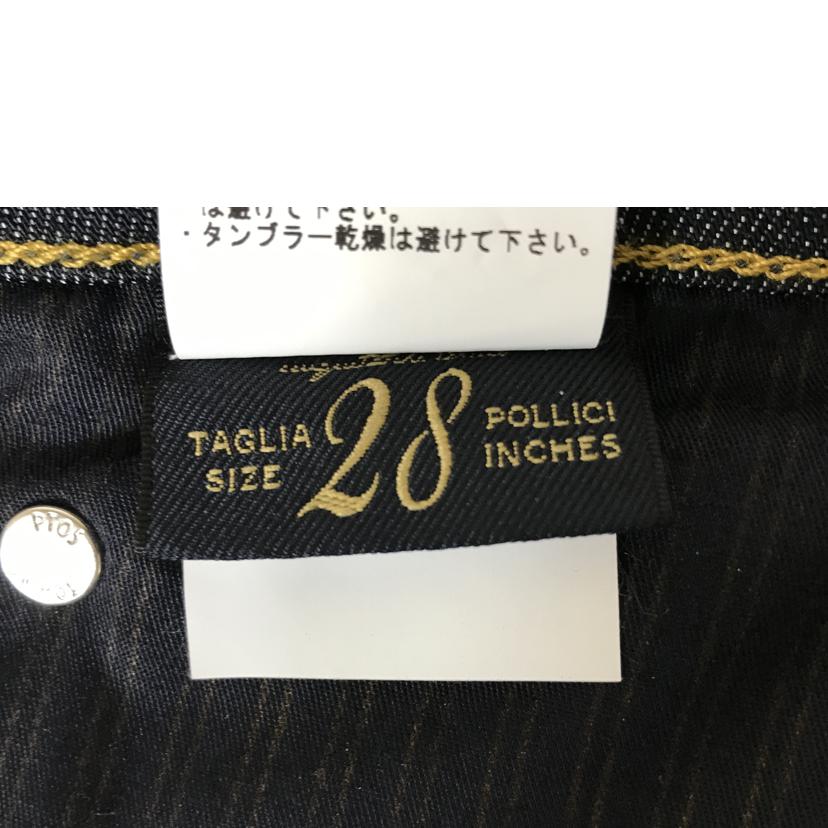 は避けて下さい。
・タンブラー乾燥は避けて下さい。
TAGLIA 28 POLLICI
SIZE INCHES
PT05